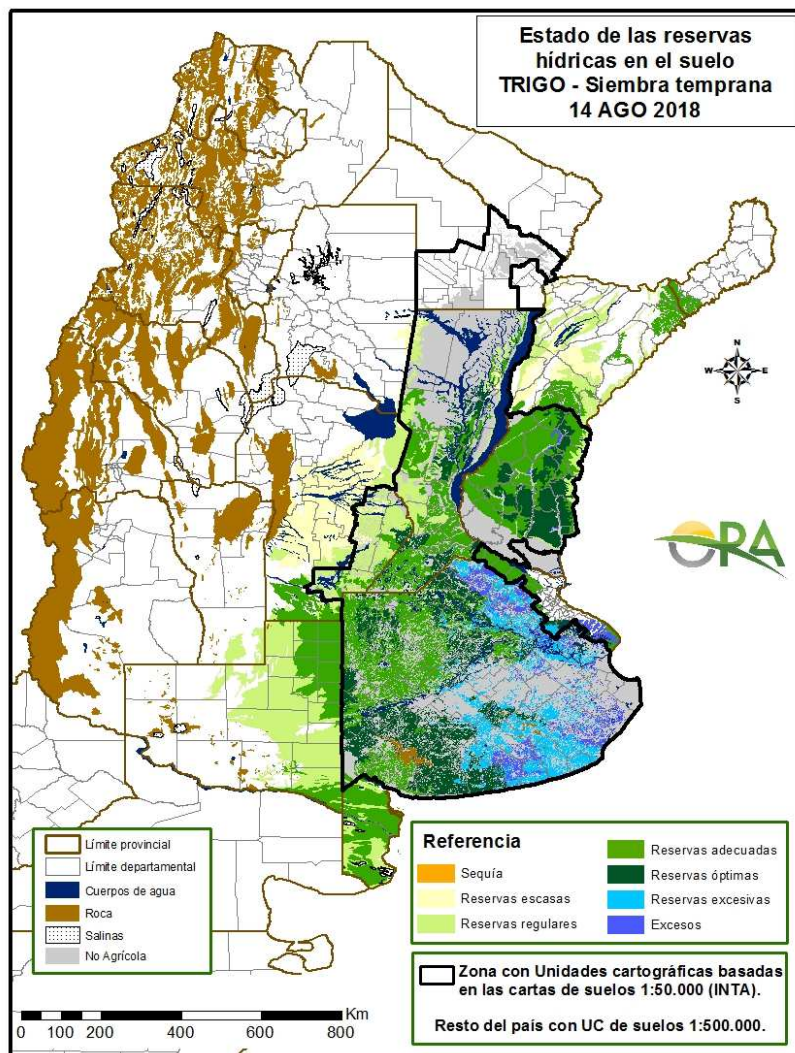 Estado de las reservas
hídricas en el suelo
TRIGO - Siembra temprana
14 AGO 2018
N
W E
S
ORA
Límite provincial
Límite departamental
Cuerpos de agua
Roca
Salinas
No Agrícola
Referencia
Sequía
Reservas escasas
Reservas regulares
Reservas adecuadas
Reservas óptimas
Reservas excesivas
Excesos
Zona con Unidades cartográficas basadas
en las cartas de suelos 1:50.000 (INTA).
Resto del país con UC de suelos 1:500.000.
Km
0 100 200 400 600 800